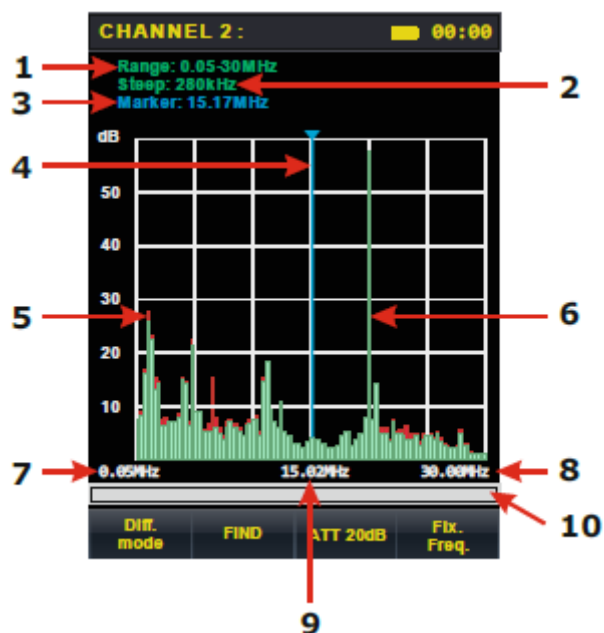 CHANNEL 2: 00:00
1 Range: 0.05-30MHz
Steep: 280kHz 2
3 Marker: 15.17MHz
dB
4
50
40
5 30 6
20
10
7 0.05MHz 15.02MHz 30.00MHz 8
10
Diff. mode FIND ATT 20dB Fix. Freq.
9